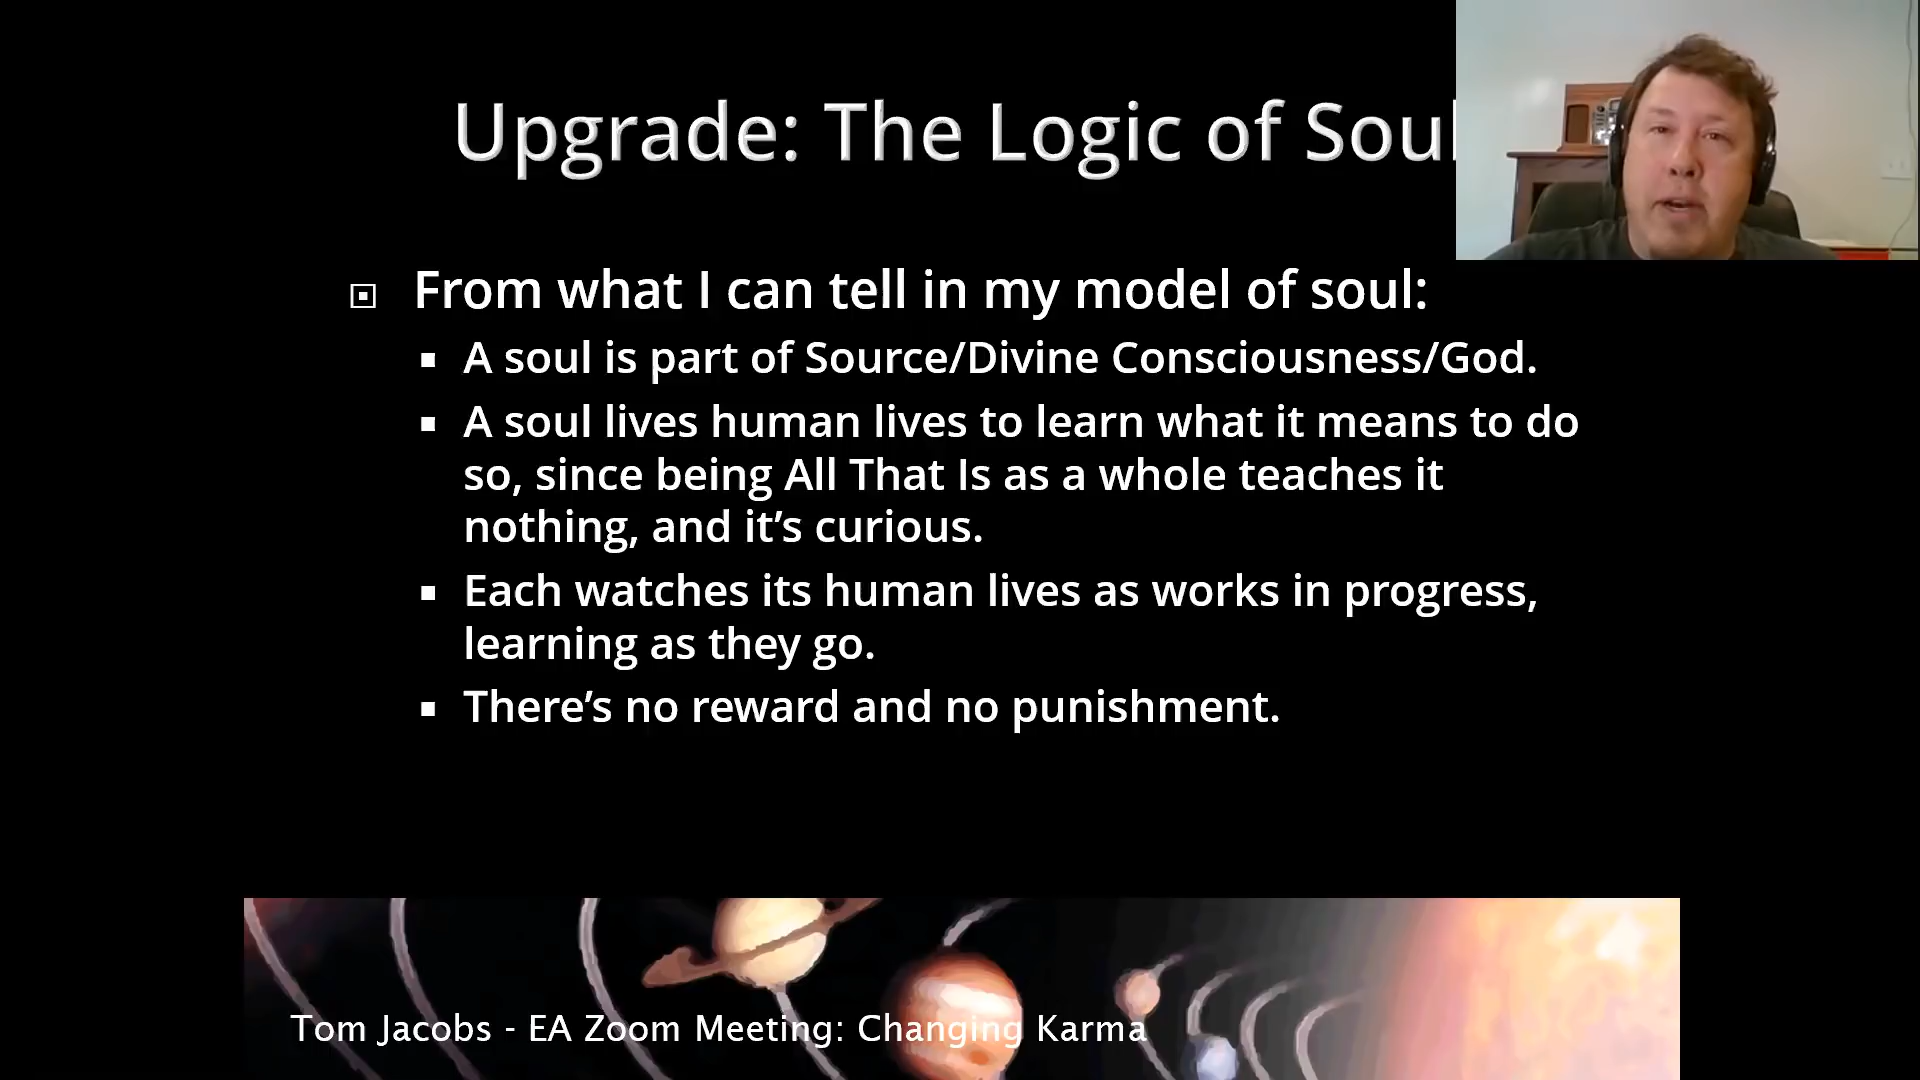 Upgrade: The Logic of Soul
From what I can tell in my model of soul:
A soul is part of Source/Divine Consciousness/God.
A soul lives human lives to learn what it means to do
so, since being All That Is as a whole teaches it
nothing, and it’s curious.
Each watches its human lives as works in progress,
learning as they go.
There’s no reward and no punishment.
Tom Jacobs - EA Zoom Meeting: Changing Karma